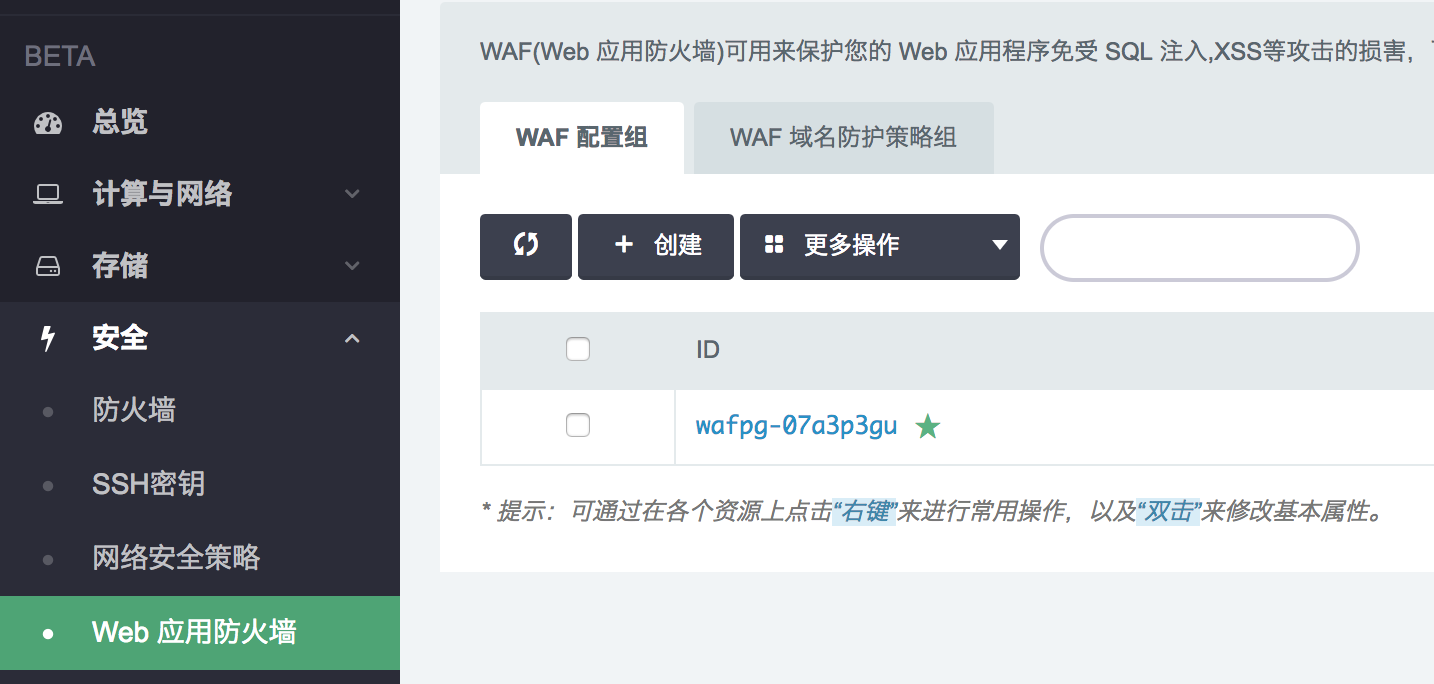 BETA
总览
计算与网络
存储
安全
防火墙
SSH密钥
网络安全策略
Web 应用防火墙
WAF(Web 应用防火墙)可用来保护您的 Web 应用程序免受 SQL 注入,XSS等攻击的损害,
WAF 配置组
WAF 域名防护策略组
+ 创建
更多操作
ID
wafpg-07a3p3gu
* 提示：可通过在各个资源上点击“右键”来进行常用操作，以及“双击”来修改基本属性。